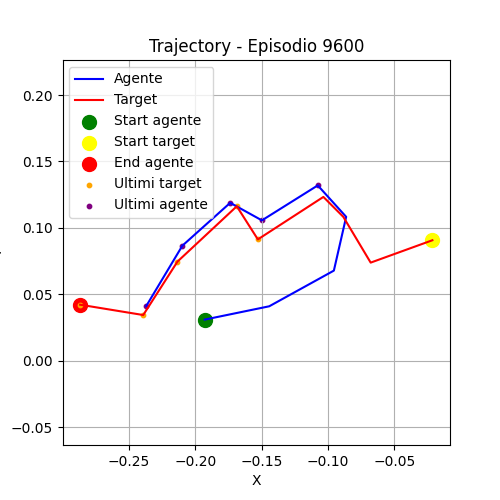 Trajectory - Episodio 9600
Agente
Target
Start agente
Start target
End agente
Ultimi target
Ultimi agente
0.20
0.15
0.10
0.05
0.00
−0.05
−0.25
−0.20
−0.15
−0.10
−0.05
X